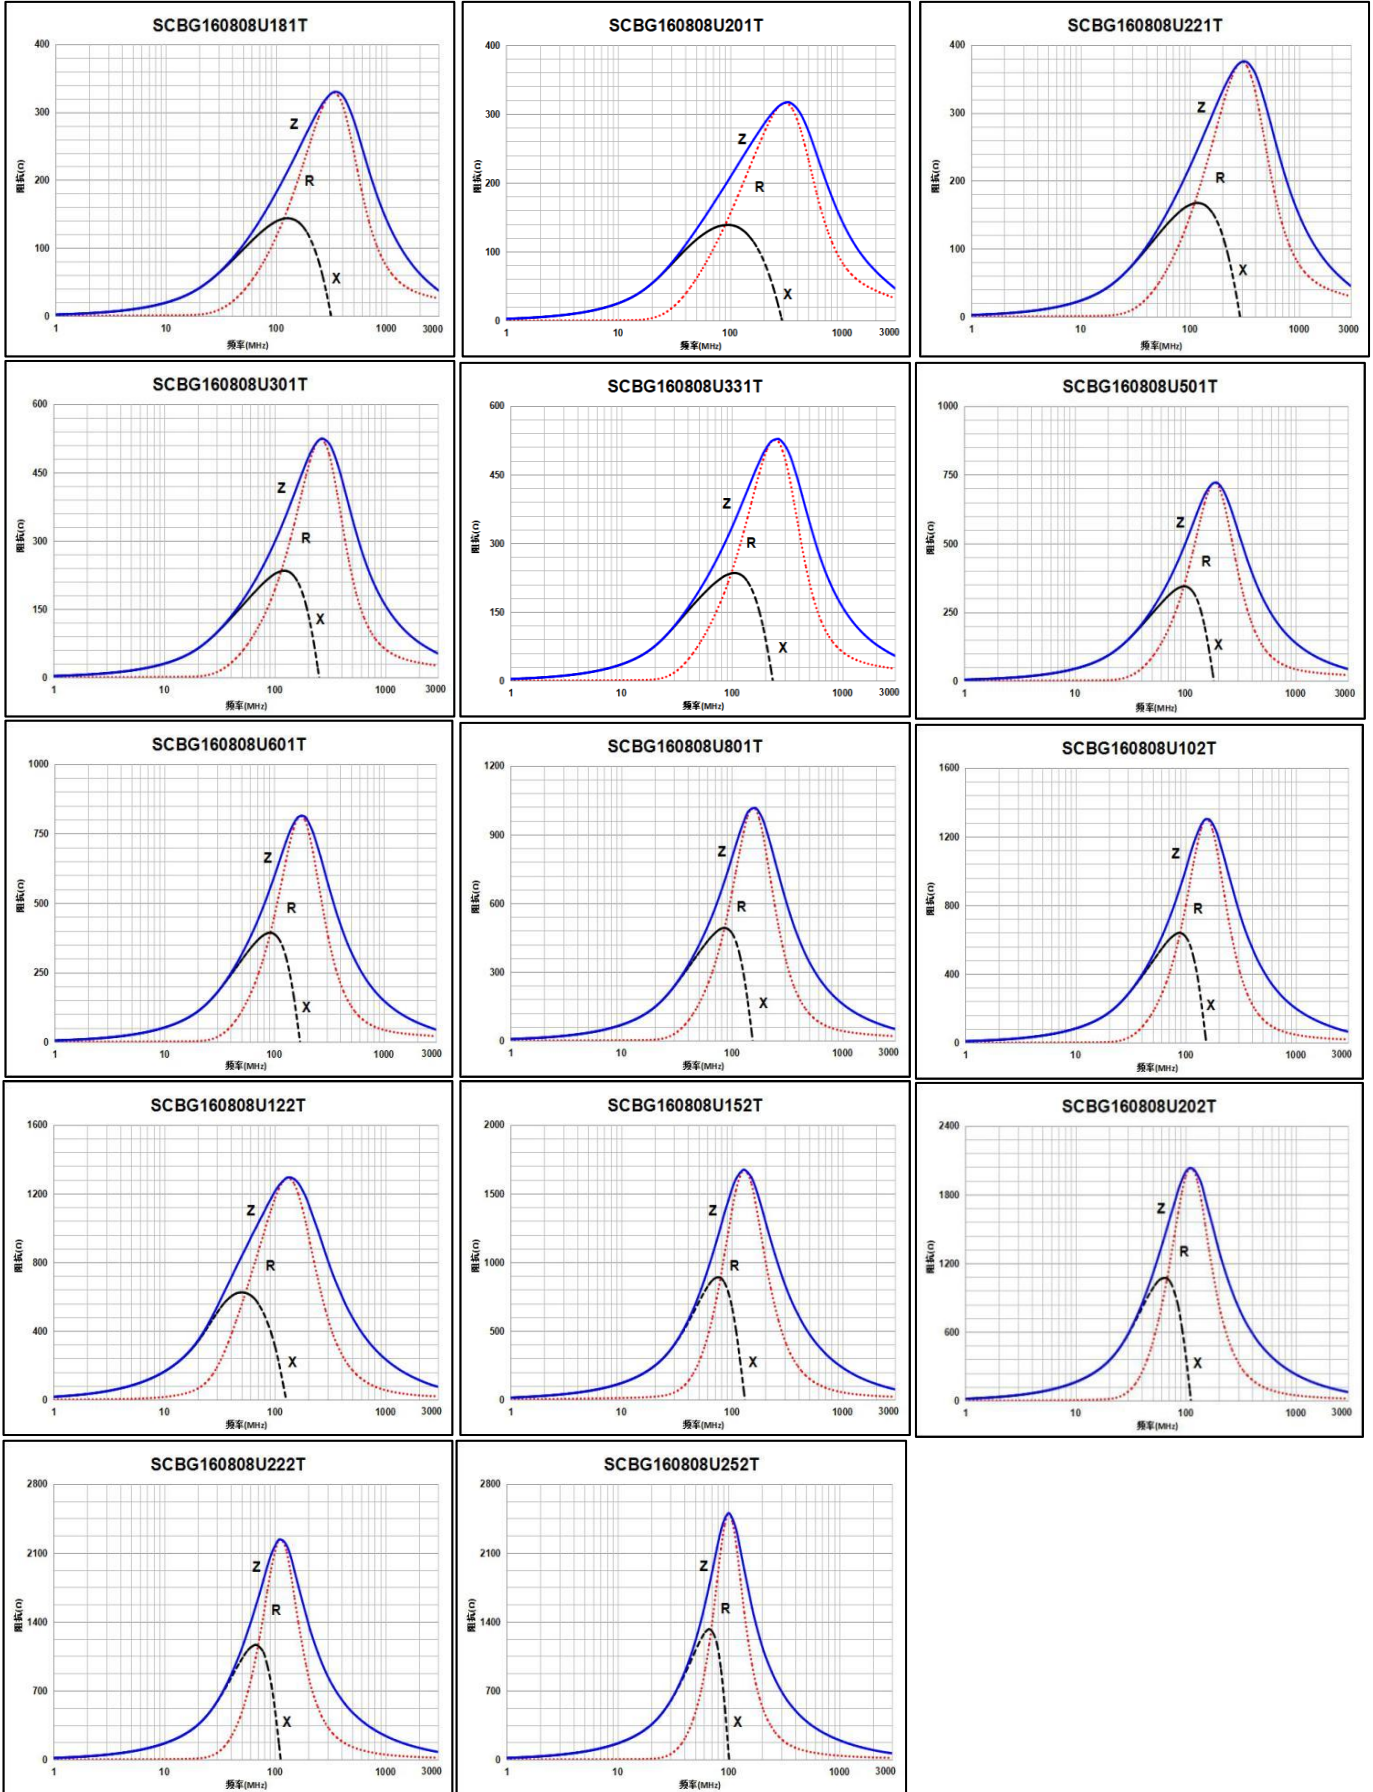 SCBG160808U181T
400
300
Z
R
200
阻抗(Ω)
100
X
0
1 10 100 1000 3000
频率(MHz)
SCBG160808U201T
400
300
Z
R
200
阻抗(Ω)
100
X
0
1 10 100 1000 3000
频率(MHz)
SCBG160808U221T
400
300
Z
R
200
阻抗(Ω)
100
X
0
1 10 100 1000 3000
频率(MHz)
SCBG160808U301T
600
450
Z
R
300
阻抗(Ω)
150
X
0
1 10 100 1000 3000
频率(MHz)
SCBG160808U331T
600
450
Z
R
300
阻抗(Ω)
150
X
0
1 10 100 1000 3000
频率(MHz)
SCBG160808U501T
1000
750
Z
R
500
阻抗(Ω)
250
X
0
1 10 100 1000 3000
频率(MHz)
SCBG160808U601T
1000
750
Z
R
500
阻抗(Ω)
250
X
0
1 10 100 1000 3000
频率(MHz)
SCBG160808U801T
1200
900
Z
R
600
阻抗(Ω)
300
X
0
1 10 100 1000 3000
频率(MHz)
SCBG160808U102T
1600
1200
Z
R
800
阻抗(Ω)
400
X
0
1 10 100 1000 3000
频率(MHz)
SCBG160808U122T
1600
1200
Z
R
800
阻抗(Ω)
400
X
0
1 10 100 1000 3000
频率(MHz)
SCBG160808U152T
2000
1500
Z
R
1000
阻抗(Ω)
500
X
0
1 10 100 1000 3000
频率(MHz)
SCBG160808U202T
2400
1800
Z
R
1200
阻抗(Ω)
600
X
0
1 10 100 1000 3000
频率(MHz)
SCBG160808U222T
2800
2100
Z
R
1400
阻抗(Ω)
700
X
0
1 10 100 1000 3000
频率(MHz)
SCBG160808U252T
2800
2100
Z
R
1400
阻抗(Ω)
700
X
0
1 10 100 1000 3000
频率(MHz)